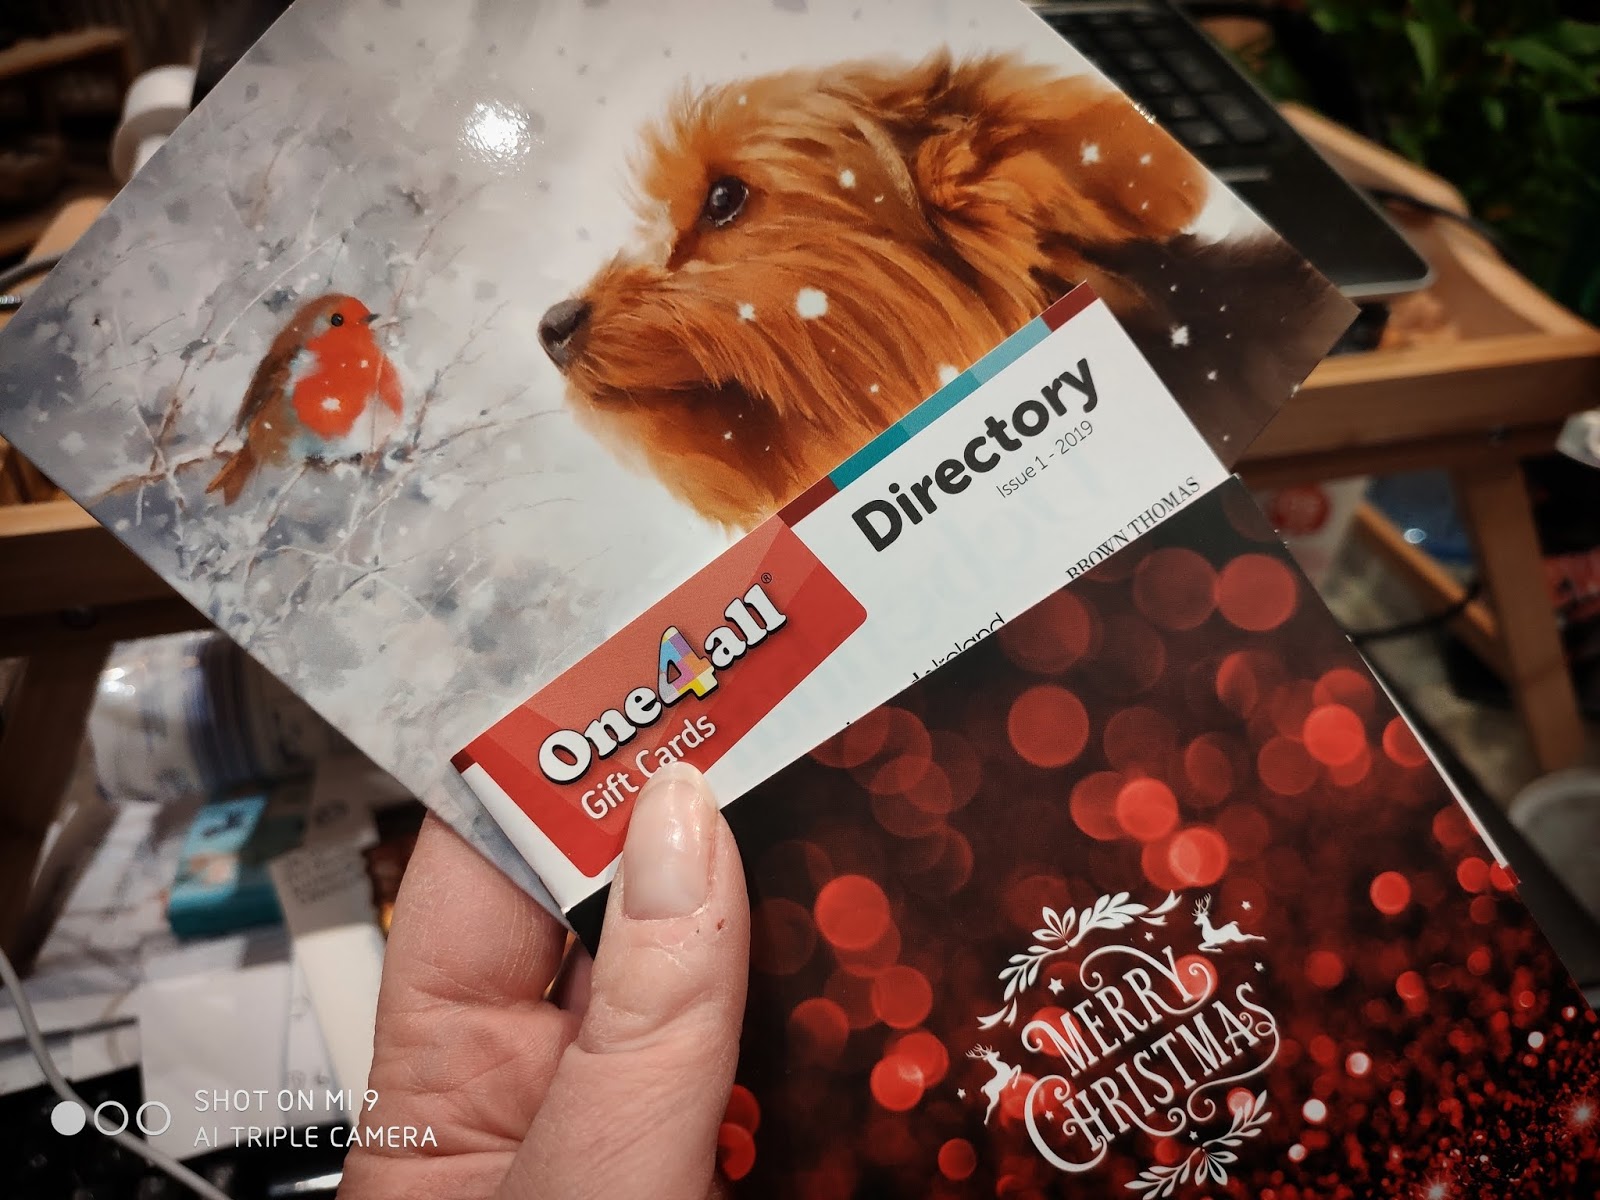 Directory
Issue 1 - 2019
BROWN THOMAS
One4all®
Gift Cards
MERRY
CHRISTMAS
SHOT ON MI 9
AI TRIPLE CAMERA